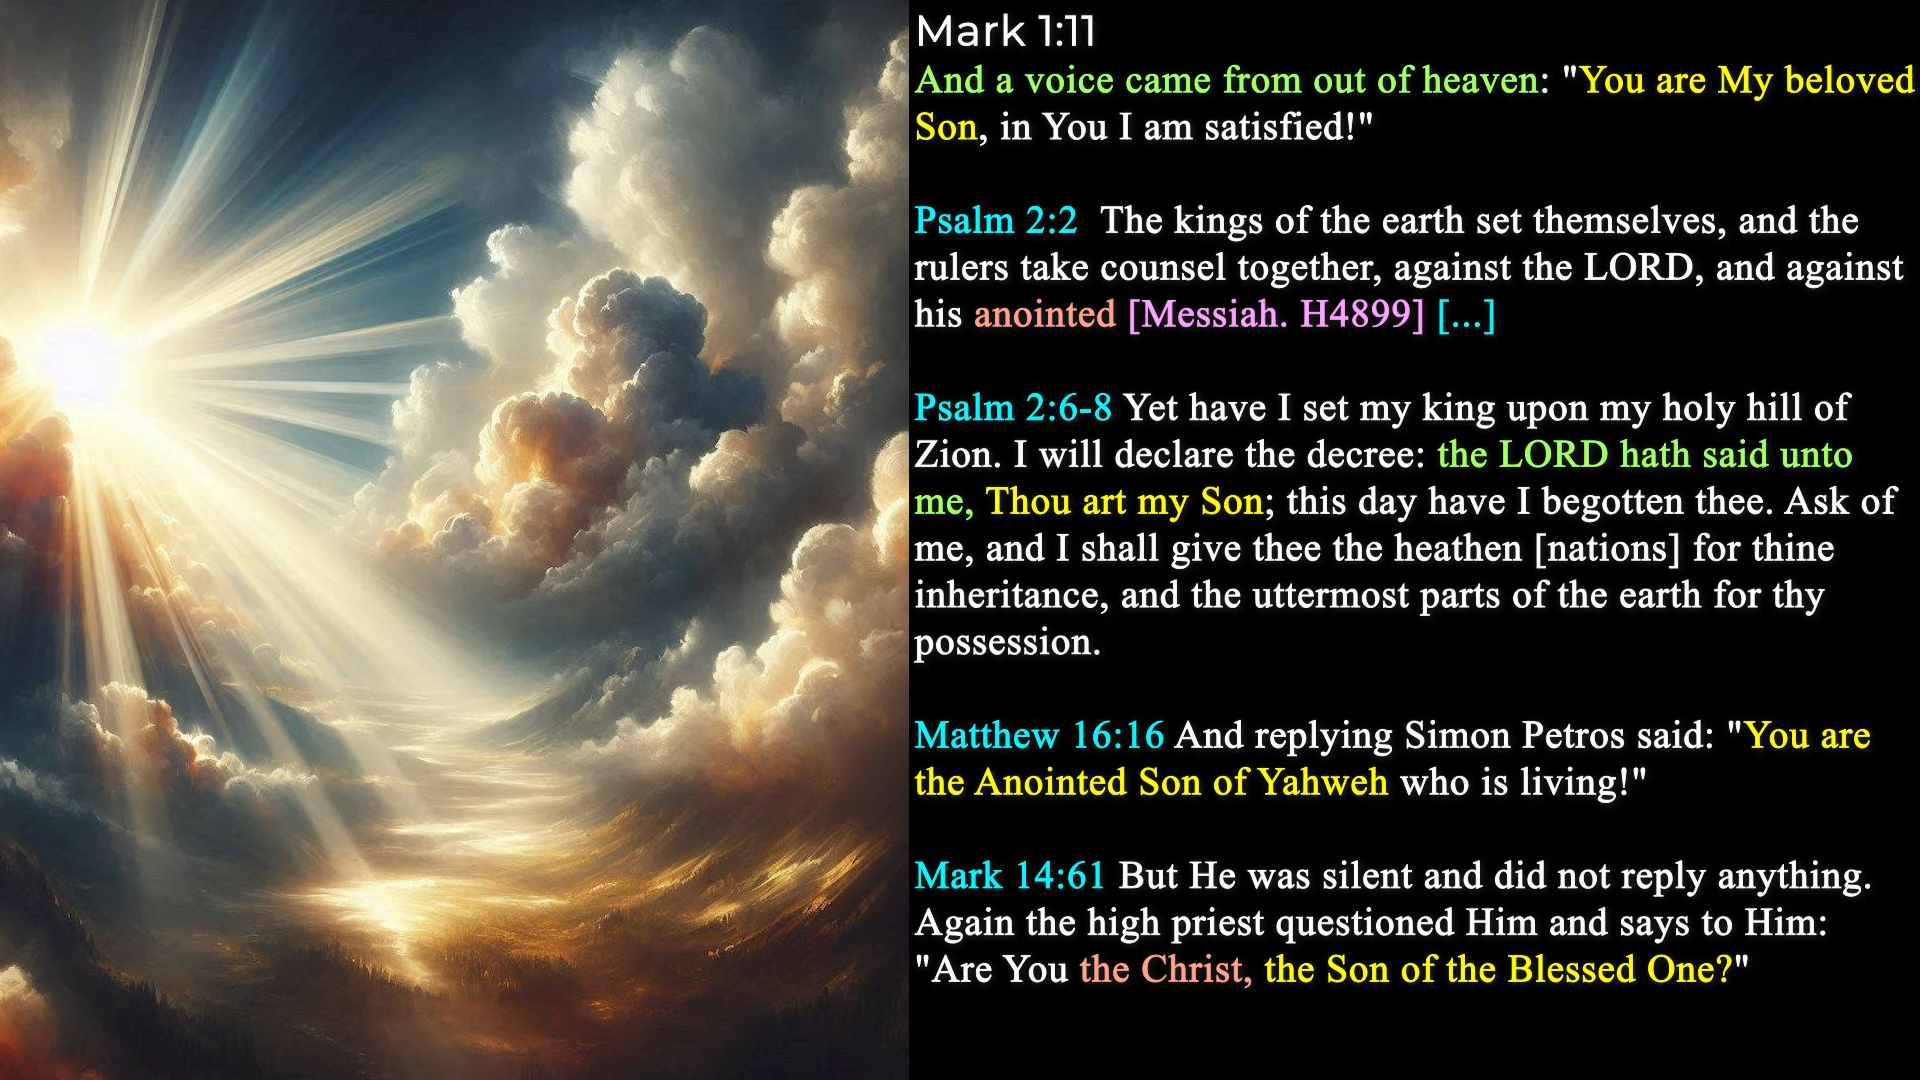 Mark 1:11
And a voice came from out of heaven: "You are My beloved
Son, in You I am satisfied!"
Psalm 2:2  The kings of the earth set themselves, and the
rulers take counsel together, against the LORD, and against
his anointed [Messiah. H4899] [...]
Psalm 2:6-8 Yet have I set my king upon my holy hill of
Zion. I will declare the decree: the LORD hath said unto
me, Thou art my Son; this day have I begotten thee. Ask of
me, and I shall give thee the heathen [nations] for thine
inheritance, and the uttermost parts of the earth for thy
possession.
Matthew 16:16 And replying Simon Petros said: "You are
the Anointed Son of Yahweh who is living!"
Mark 14:61 But He was silent and did not reply anything.
Again the high priest questioned Him and says to Him:
"Are You the Christ, the Son of the Blessed One?"